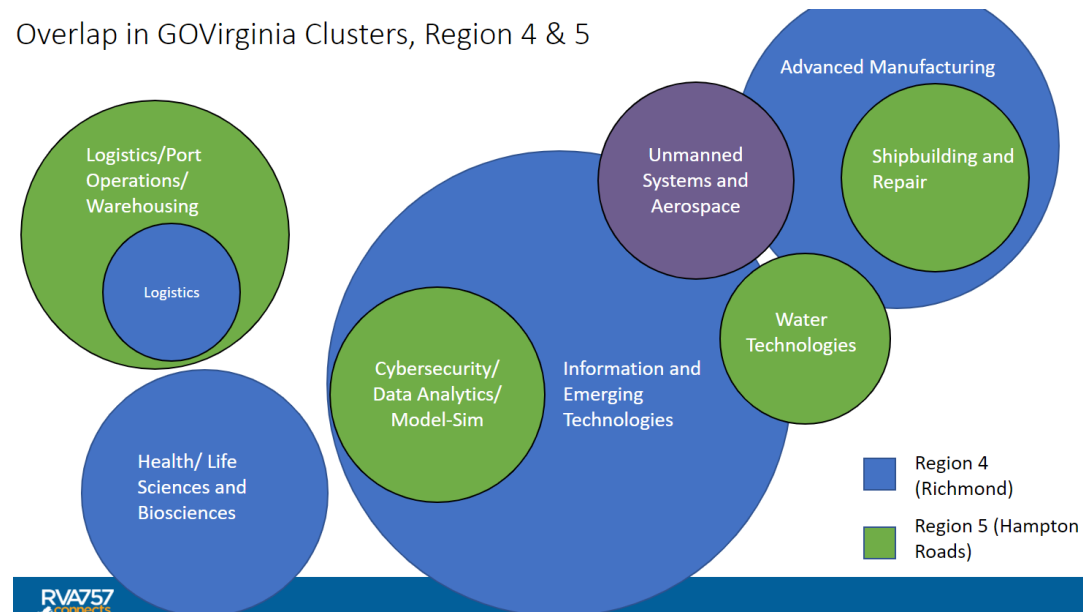 Overlap in GOVirginia Clusters, Region 4 & 5
Advanced Manufacturing
Logistics/Port
Operations/
Warehousing
Unmanned
Systems and
Aerospace
Shipbuilding and
Repair
Logistics
Water
Technologies
Cybersecurity/
Data Analytics/
Model-Sim
Information and
Emerging
Technologies
Health/ Life
Sciences and
Biosciences
Region 4
(Richmond)
Region 5 (Hampton
Roads)
RVA757
connects